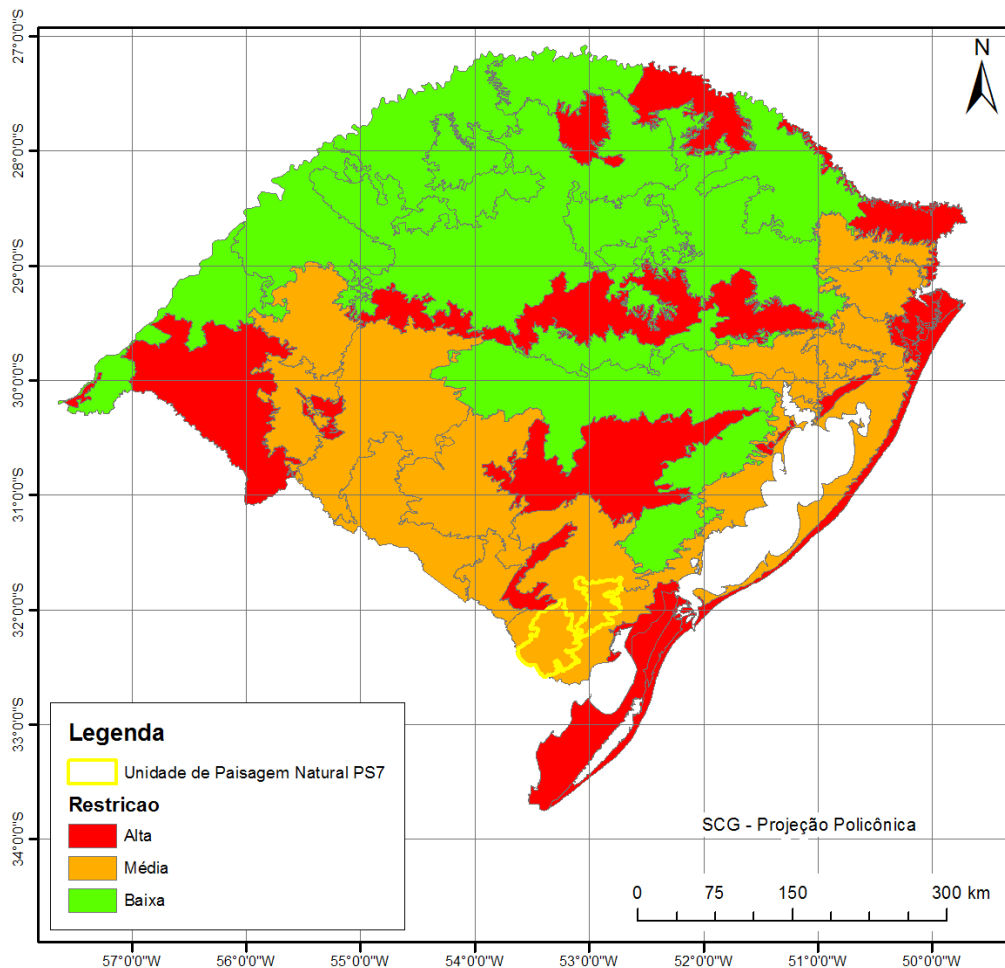 27°0'0"S
28°0'0"S
29°0'0"S
30°0'0"S
31°0'0"S
32°0'0"S
33°0'0"S
34°0'0"S
N
Legenda
Unidade de Paisagem Natural PS7
Restricao
Alta
Média
Baixa
SCG - Projeção Policônica
0 75 150 300 km
57°0'0"W 56°0'0"W 55°0'0"W 54°0'0"W 53°0'0"W 52°0'0"W 51°0'0"W 50°0'0"W